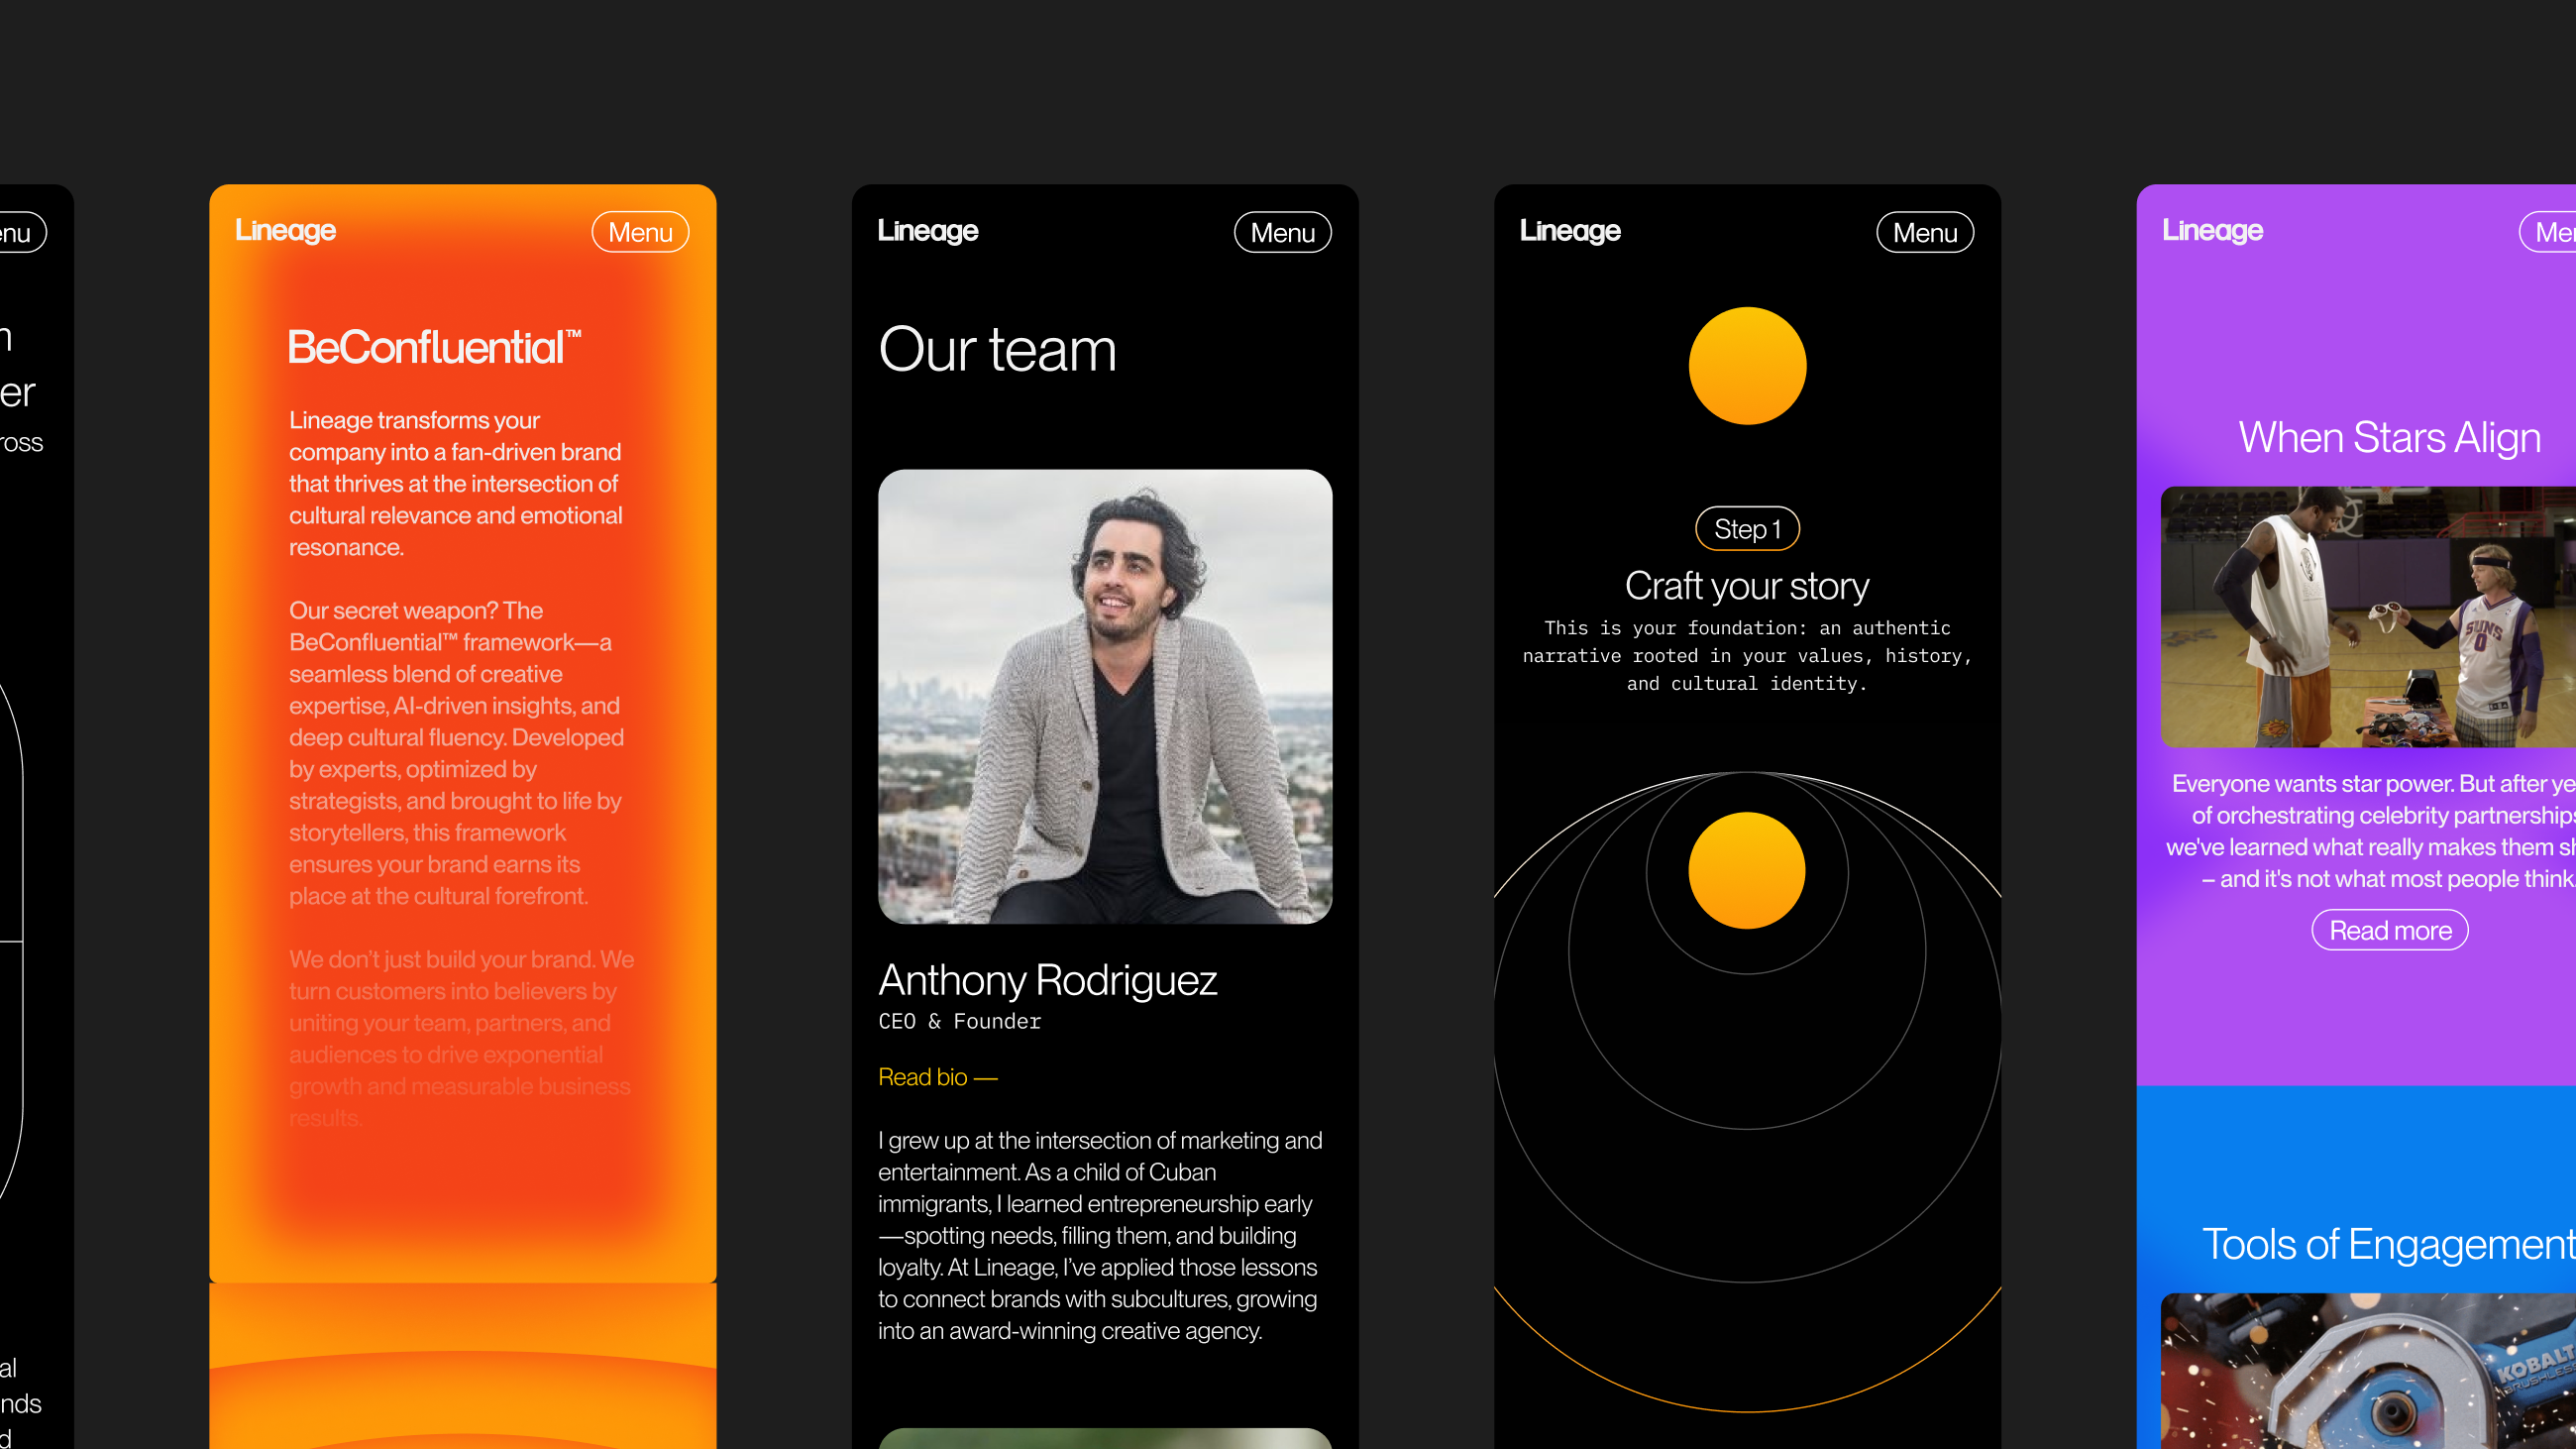 enu
n
er
ross
al
nds
d
Lineage
Menu
BeConfluential™
Lineage transforms your
company into a fan-driven brand
that thrives at the intersection of
cultural relevance and emotional
resonance.
Our secret weapon? The
BeConfluential™ framework—a
seamless blend of creative
expertise, AI-driven insights, and
deep cultural fluency. Developed
by experts, optimized by
strategists, and brought to life by
storytellers, this framework
ensures your brand earns its
place at the cultural forefront.
We don’t just build your brand. We
turn customers into believers by
uniting your team, partners, and
audiences to drive exponential
growth and measurable business
results.
Lineage
Menu
Our team
Anthony Rodriguez
CEO & Founder
Read bio —
I grew up at the intersection of marketing and
entertainment. As a child of Cuban
immigrants, I learned entrepreneurship early
—spotting needs, filling them, and building
loyalty. At Lineage, I’ve applied those lessons
to connect brands with subcultures, growing
into an award-winning creative agency.
Lineage
Menu
Step 1
Craft your story
This is your foundation: an authentic
narrative rooted in your values, history,
and cultural identity.
Lineage
Men
When Stars Align
SUNS
0
Everyone wants star power. But after ye
of orchestrating celebrity partnerships
we've learned what really makes them sh
– and it's not what most people think.
Read more
Tools of Engagement
KOBALT
BRUSHLESS